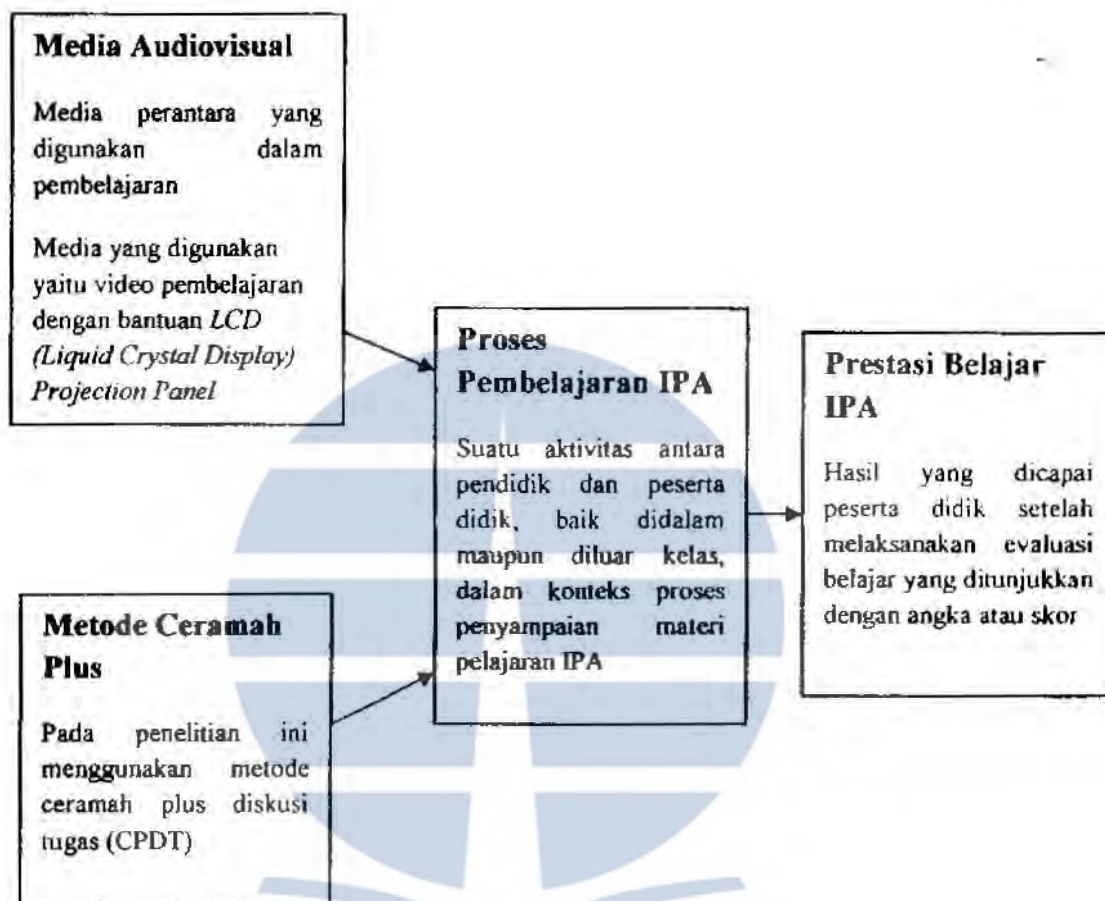 Media Audiovisual
Media perantara yang
digunakan dalam
pembelajaran
Media yang digunakan
yaitu video pembelajaran
dengan bantuan LCD
(Liquid Crystal Display)
Projection Panel
Metode Ceramah
Plus
Pada penelitian ini
menggunakan metode
ceramah plus diskusi
tugas (CPDT)
Proses
Pembelajaran IPA
Suatu aktivitas antara
pendidik dan peserta
didik, baik didalam
maupun diluar kelas,
dalam konteks proses
penyampaian materi
pelajaran IPA
Prestasi Belajar
IPA
Hasil yang dicapai
peserta didik setelah
melaksanakan evaluasi
belajar yang ditunjukkan
dengan angka atau skor